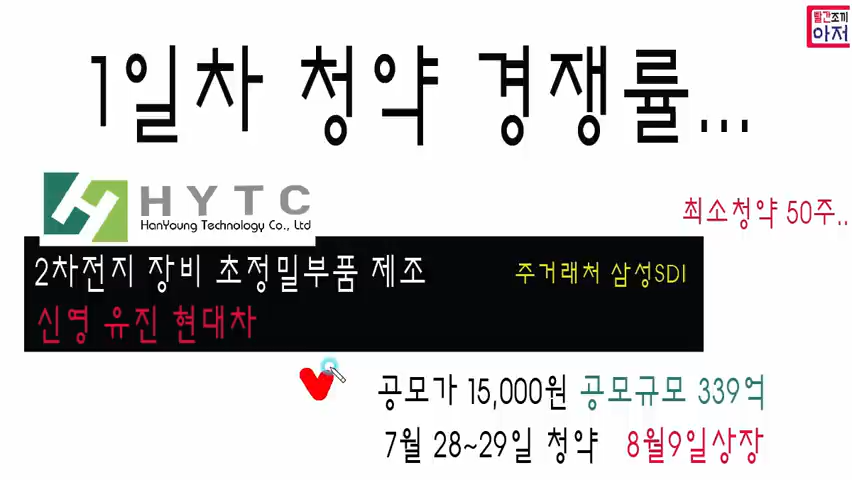 빨간조끼
아저
1일차 청약 경쟁률...
HYTC
HanYoung Technology Co., Ltd
최소청약 50주..
2차전지 장비 초정밀부품 제조 주거래처 삼성SDI
신영 유진 현대차
공모가 15,000원 공모규모 339억
7월 28~29일 청약 8월9일상장